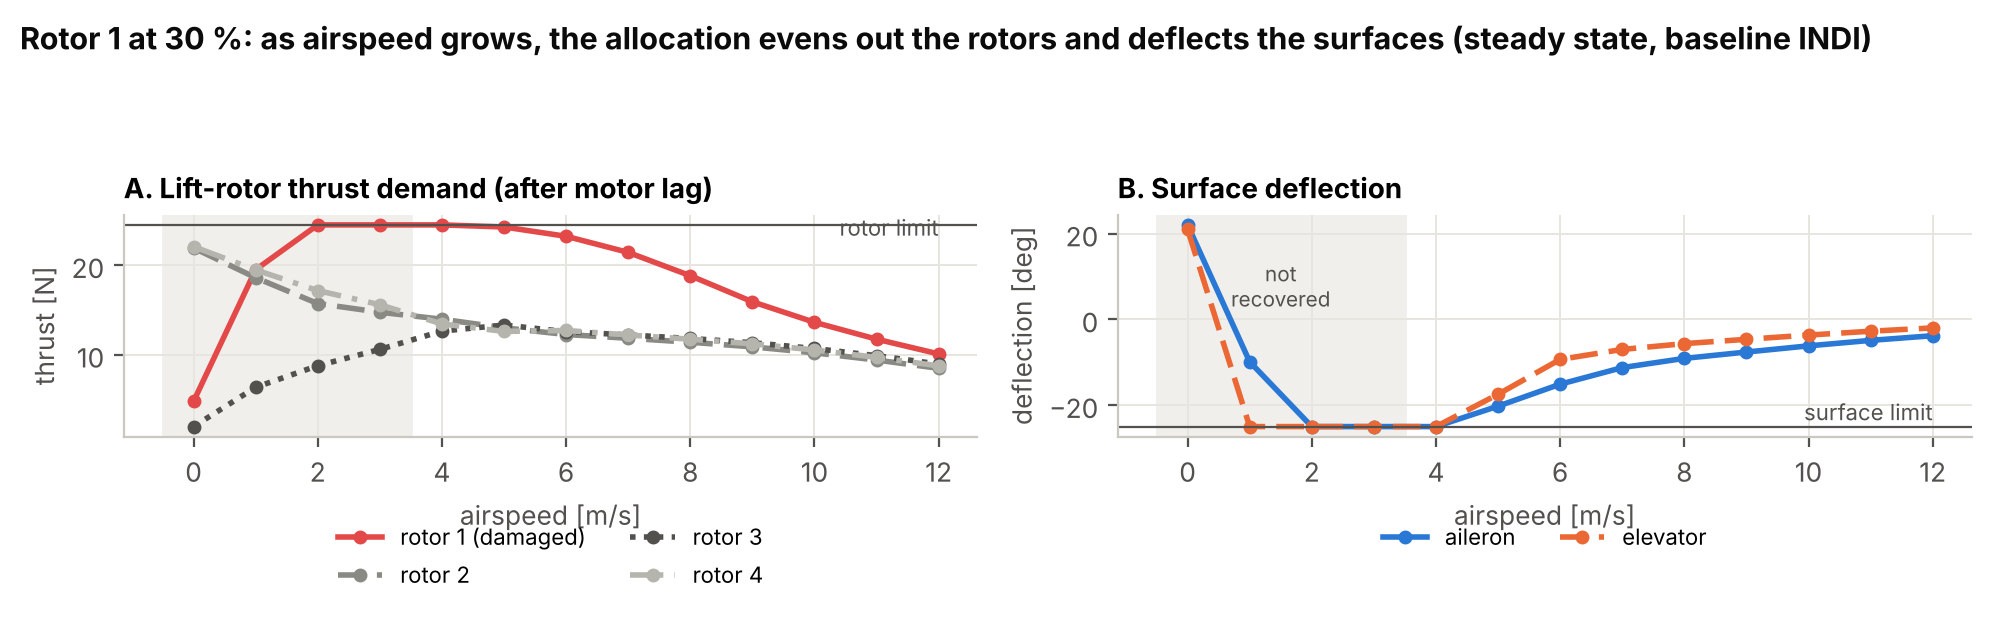 Rotor 1 at 30 %: as airspeed grows, the allocation evens out the rotors and deflects the surfaces (steady state, baseline INDI)
A. Lift-rotor thrust demand (after motor lag)
thrust [N]
20
10
rotor limit
0 2 4 6 8 10 12
airspeed [m/s]
rotor 1 (damaged)
rotor 2
rotor 3
rotor 4
B. Surface deflection
deflection [deg]
20
0
−20
not
recovered
surface limit
0 2 4 6 8 10 12
airspeed [m/s]
aileron
elevator